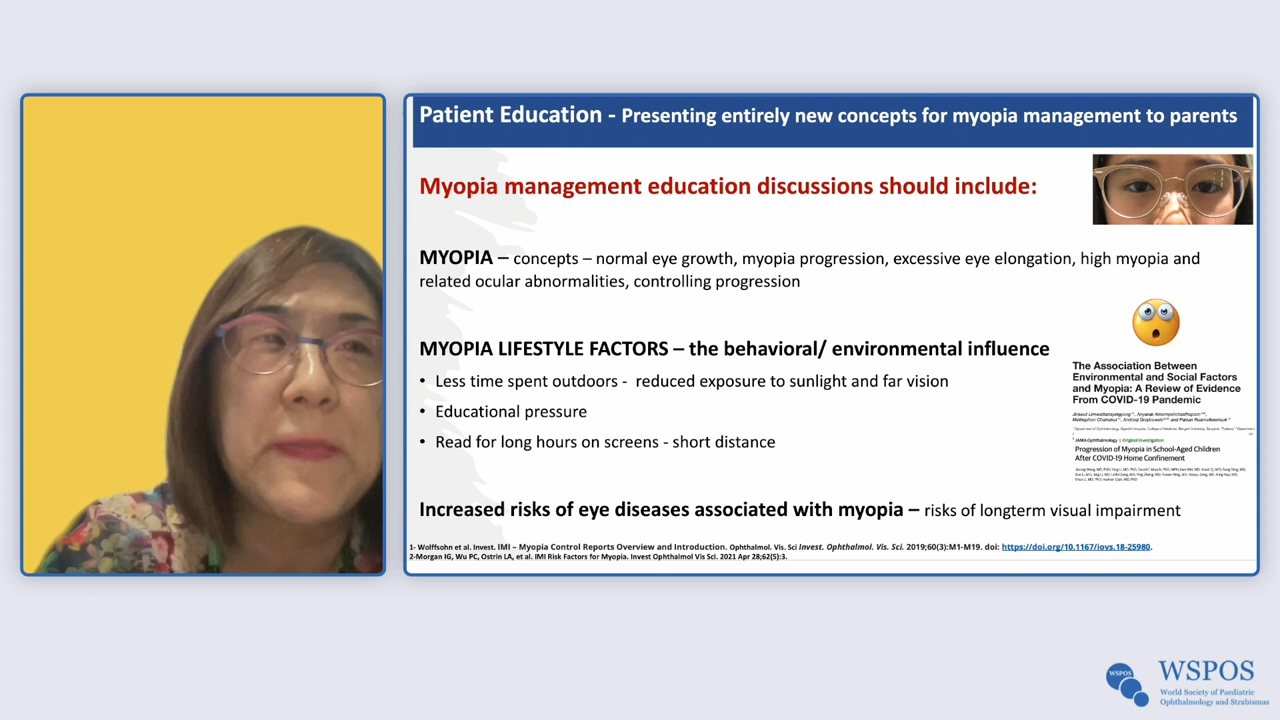 Patient Education - Presenting entirely new concepts for myopia management to parents
Myopia management education discussions should include:
MYOPIA – concepts – normal eye growth, myopia progression, excessive eye elongation, high myopia and
related ocular abnormalities, controlling progression
MYOPIA LIFESTYLE FACTORS – the behavioral/ environmental influence
• Less time spent outdoors - reduced exposure to sunlight and far vision
• Educational pressure
• Read for long hours on screens - short distance
The Association Between
Environmental and Social Factors
and Myopia: A Review of Evidence
From COVID-19 Pandemic
JAMA Ophthalmology | Original Investigation
Progression of Myopia in School-Aged Children
After COVID-19 Home Confinement
Increased risks of eye diseases associated with myopia – risks of longterm visual impairment
1- Wolffsohn et al. Invest. IMI – Myopia Control Reports Overview and Introduction. Ophthalmol. Vis. Sci Invest. Ophthalmol. Vis. Sci. 2019;60(3):M1-M19. doi: https://doi.org/10.1167/iovs.18-25980.
2-Morgan IG, Wu PC, Ostrin LA, et al. IMI Risk Factors for Myopia. Invest Ophthalmol Vis Sci. 2021 Apr 28;62(5):3.
WSPOS
WSPOS
World Society of Paediatric
Ophthalmology and Strabismus